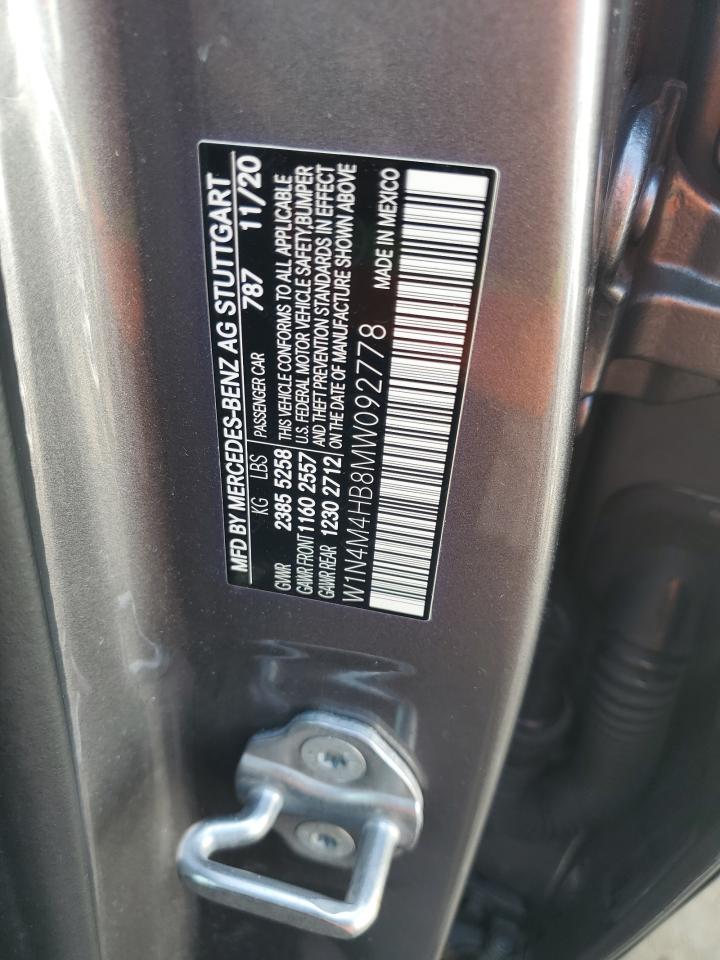 MFD BY MERCEDES-BENZ AG STUTTGART
KG LBS PASSENGER CAR 787 11/20
GVWR 2385 5258
GAWR FRONT 1160 2557
GAWR REAR 1230 2712
THIS VEHICLE CONFORMS TO ALL APPLICABLE
U.S. FEDERAL MOTOR VEHICLE SAFETY, BUMPER
AND THEFT PREVENTION STANDARDS IN EFFECT
ON THE DATE OF MANUFACTURE SHOWN ABOVE
W1N4M4HB8MW092778 MADE IN MEXICO